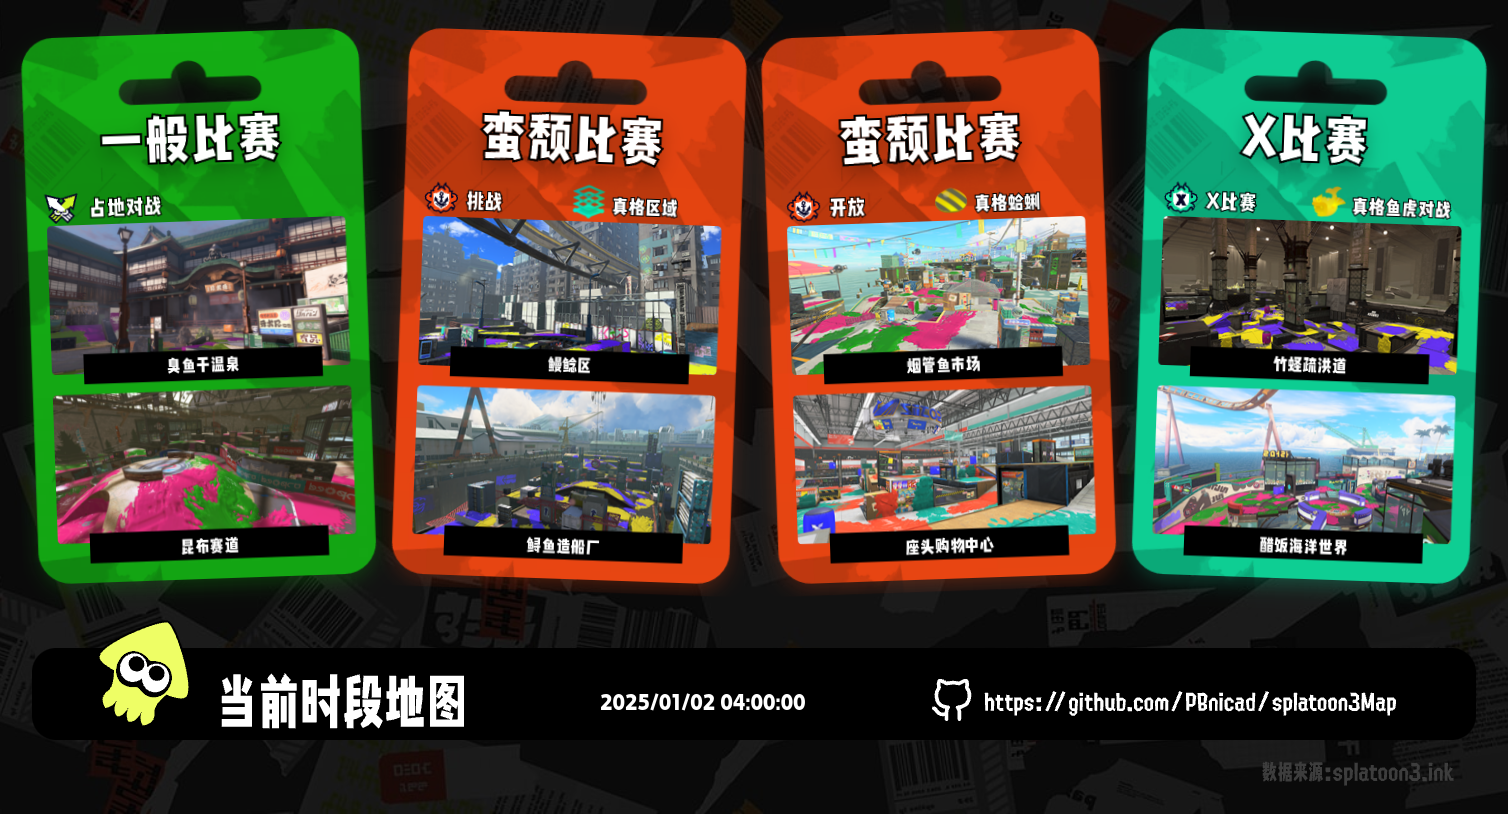 一般比赛
占地对战
臭鱼干温泉
昆布赛道
蛮颓比赛
挑战
真格区域
鳗鲶区
鲟鱼造船厂
蛮颓比赛
开放
真格蛤蜊
烟管鱼市场
座头购物中心
X比赛
X比赛
真格鱼虎对战
竹蛏疏洪道
醋饭海洋世界
当前时段地图
2025/01/02 04:00:00
https://github.com/PBnicad/splatoon3Map
数据来源:splatoon3.ink